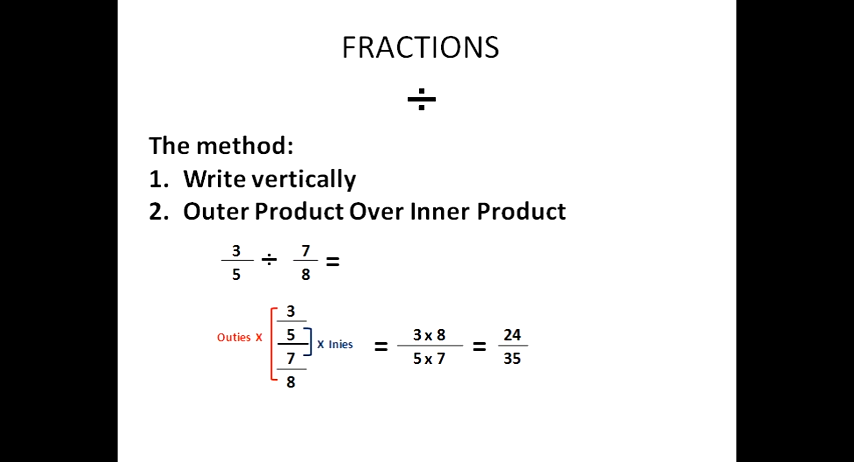 FRACTIONS
÷
The method:
1. Write vertically
2. Outer Product Over Inner Product
3 7
÷ =
5 8
3
Outies X 5 X Inies = 3 x 8 = 24
7 5 x 7 35
8